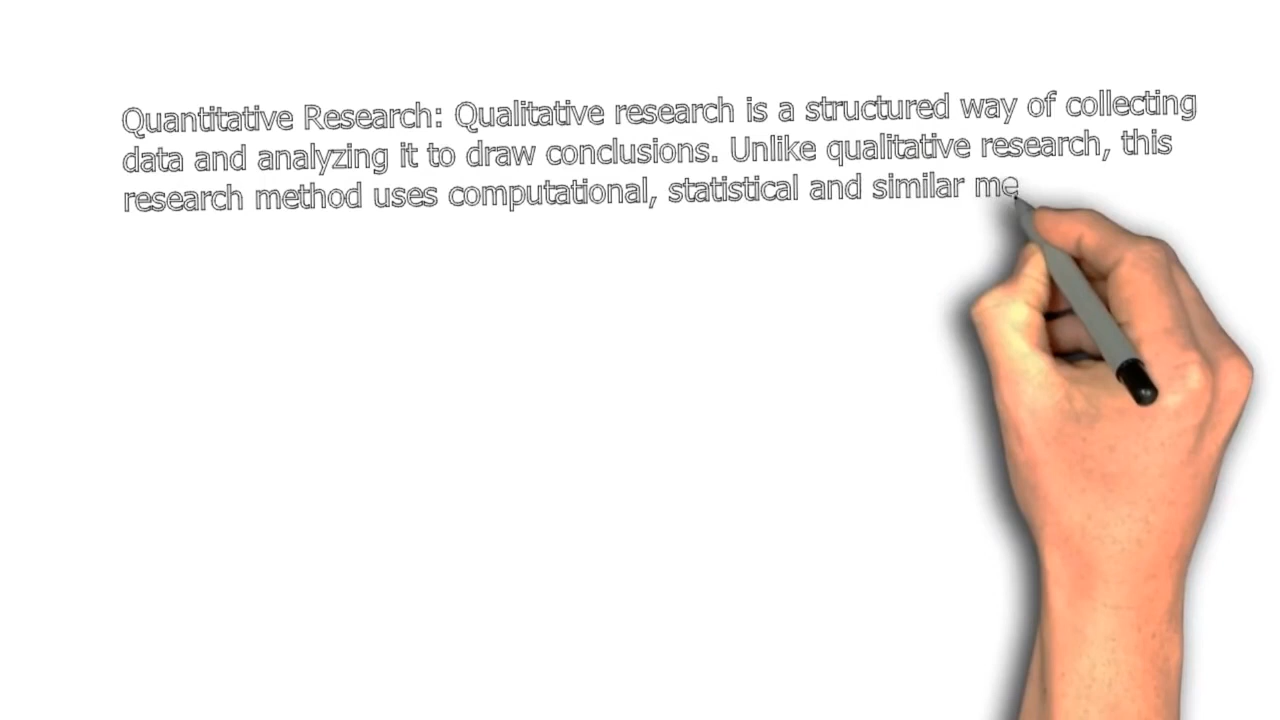 Quantitative Research: Qualitative research is a structured way of collecting
data and analyzing it to draw conclusions. Unlike qualitative research, this
research method uses computational, statistical and similar me